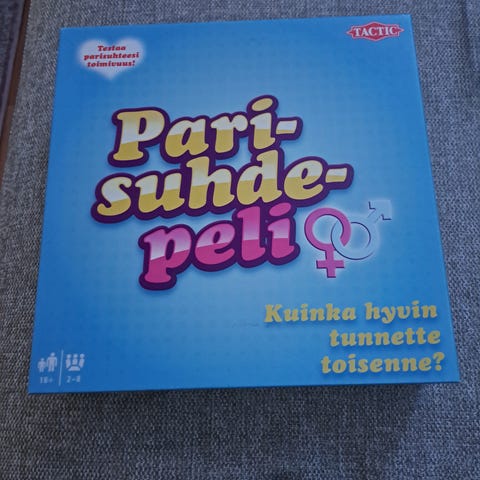 Testaa
parisuhteesi
toimivuus!
TACTIC
Pari-
suhde-
peli
Kuinka hyvin
tunnette
toisenne?
18+ 2-8